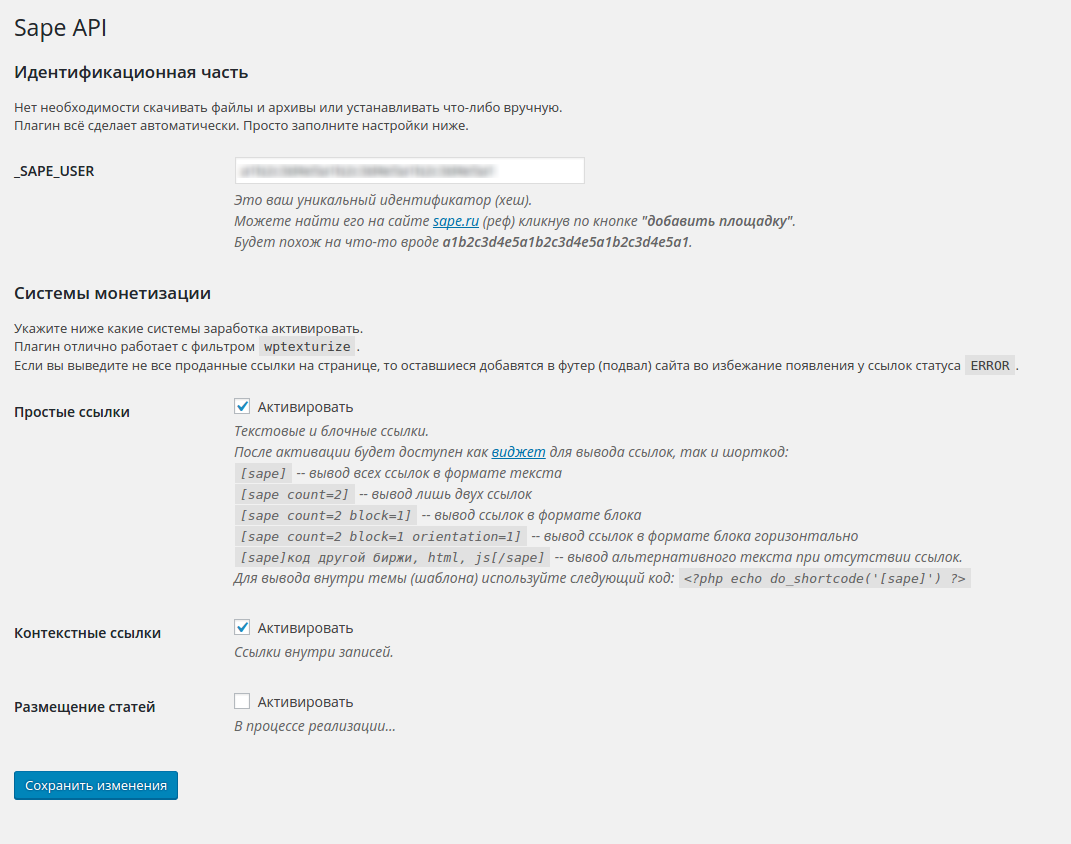 Sape API
Идентификационная часть
Нет необходимости скачивать файлы и архивы или устанавливать что-либо вручную.
Плагин всё сделает автоматически. Просто заполните настройки ниже.
_SAPE_USER
Это ваш уникальный идентификатор (хеш).
Можете найти его на сайте sape.ru (реф) кликнув по кнопке "добавить площадку".
Будет похож на что-то вроде a1b2c3d4e5a1b2c3d4e5a1b2c3d4e5a1.
Системы монетизации
Укажите ниже какие системы заработка активировать.
Плагин отлично работает с фильтром wptexturize .
Если вы выведите не все проданные ссылки на странице, то оставшиеся добавятся в футер (подвал) сайта во избежание появления у ссылок статуса ERROR .
Простые ссылки
Активировать
Текстовые и блочные ссылки.
После активации будет доступен как виджет для вывода ссылок, так и шорткод:
[sape] -- вывод всех ссылок в формате текста
[sape count=2] -- вывод лишь двух ссылок
[sape count=2 block=1] -- вывод ссылок в формате блока
[sape count=2 block=1 orientation=1] -- вывод ссылок в формате блока горизонтально
[sape]код другой биржи, html, js[/sape] -- вывод альтернативного текста при отсутствии ссылок.
Для вывода внутри темы (шаблона) используйте следующий код: <?php echo do_shortcode('[sape]') ?>
Контекстные ссылки
Активировать
Ссылки внутри записей.
Размещение статей
Активировать
В процессе реализации...
Сохранить изменения